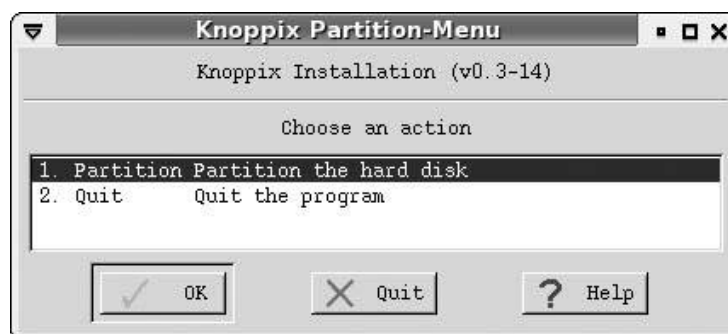 Knoppix Partition-Menu
Knoppix Installation (v0.3-14)
Choose an action
1. Partition Partition the hard disk
2. Quit Quit the program
OK Quit Help